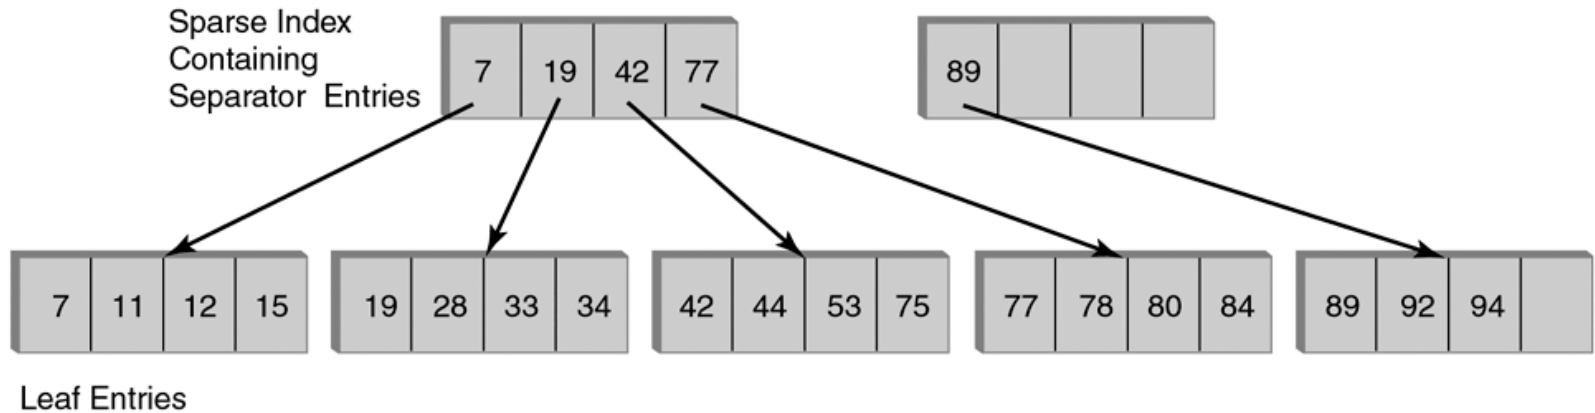 Sparse Index
Containing
Separator Entries
7 19 42 77
89
7 11 12 15
19 28 33 34
42 44 53 75
77 78 80 84
89 92 94
Leaf Entries